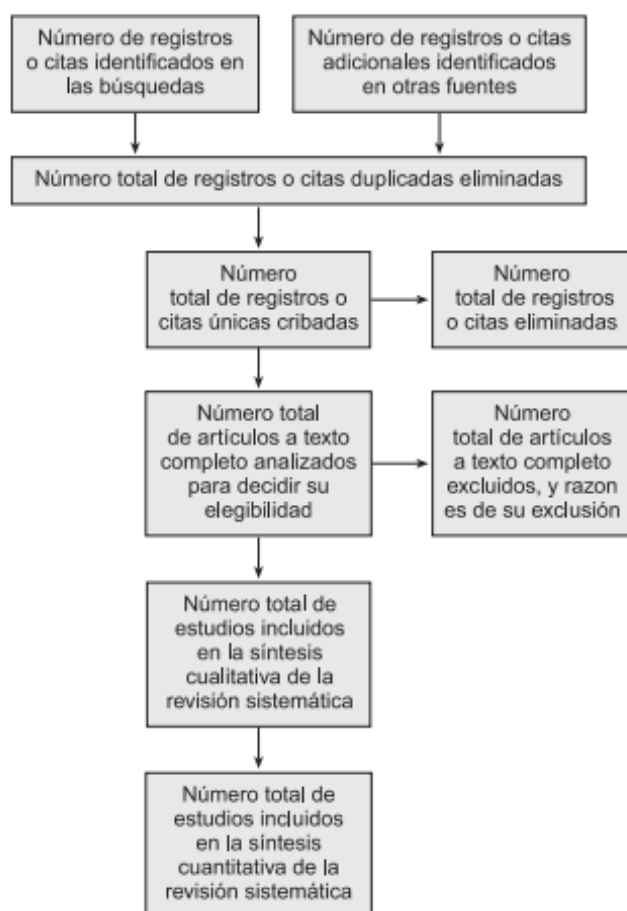 Número de registros
o citas identificados en
las búsquedas
Número de registros o citas
adicionales identificados
en otras fuentes
Número total de registros o citas duplicadas eliminadas
Número
total de registros o
citas únicas cribadas
Número
total de registros
o citas eliminadas
Número total
de artículos a texto
completo analizados
para decidir su
elegibilidad
Número
total de artículos
a texto completo
excluidos, y razon
es de su exclusión
Número total de
estudios incluidos
en la síntesis
cualitativa de la
revisión sistemática
Número total de
estudios incluidos
en la síntesis
cuantitativa de la
revisión sistemática